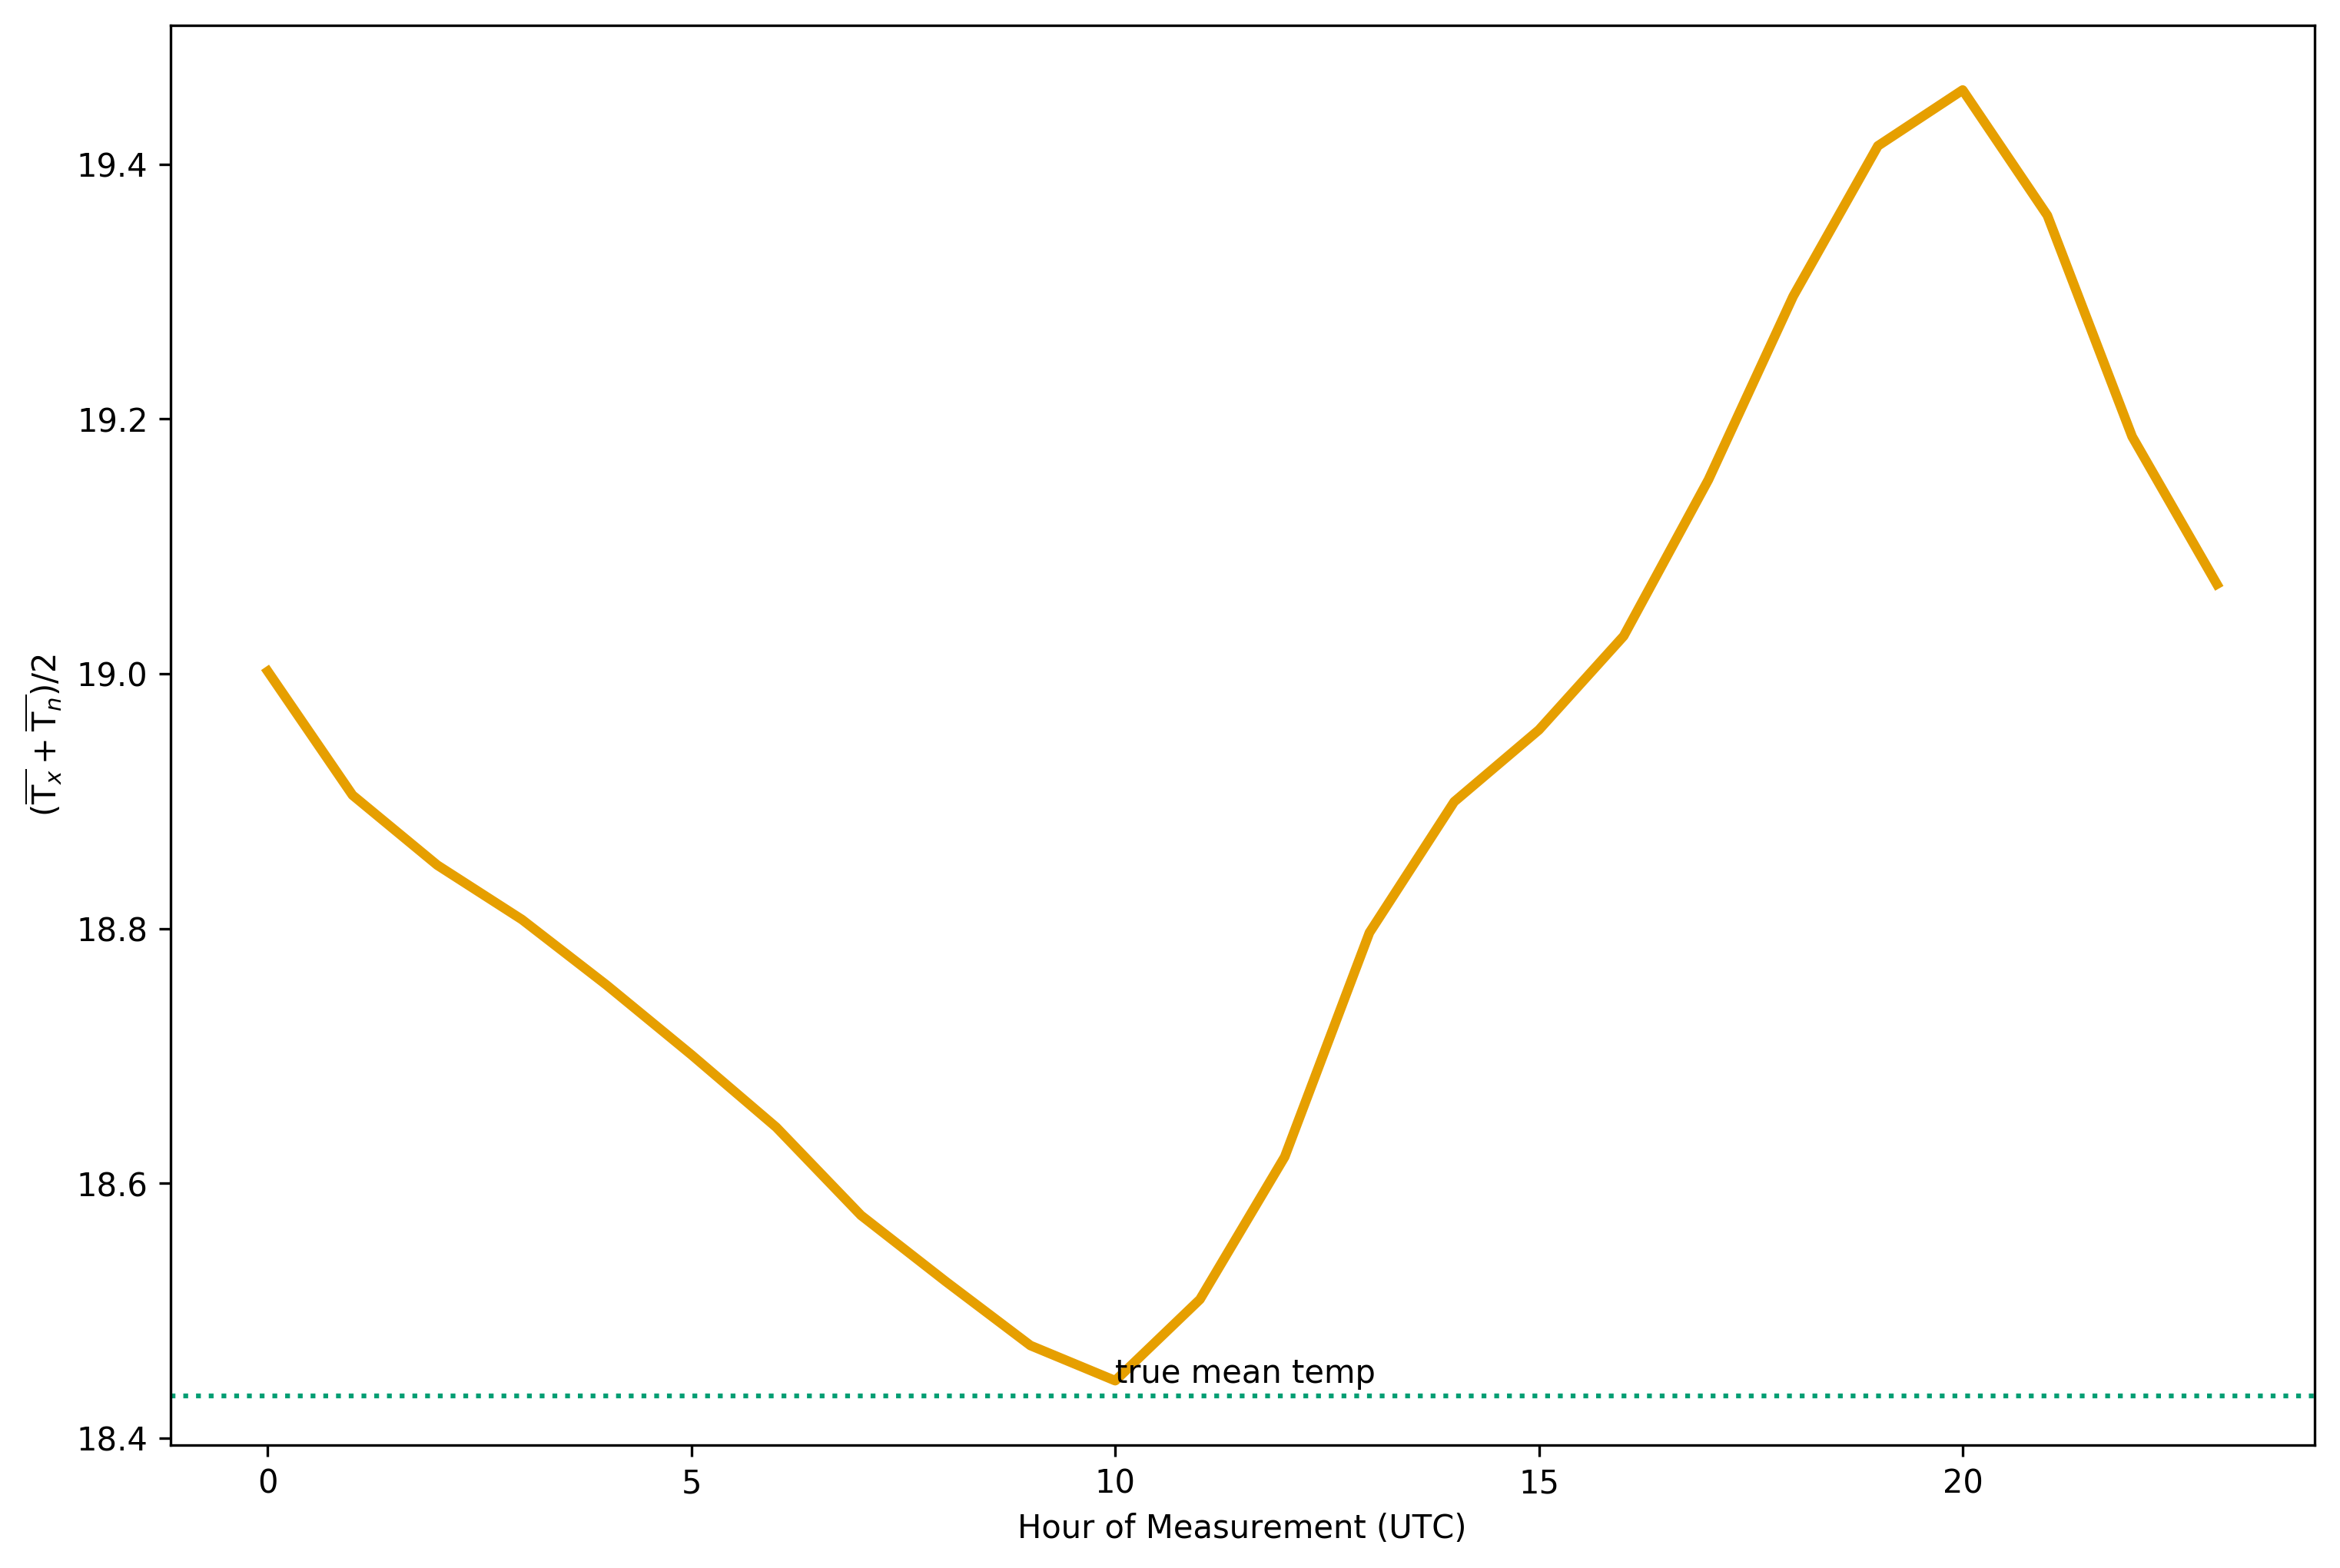 19.4
19.2
19.0
18.8
18.6
18.4
(T̅ₓ + T̅ₙ)/2
true mean temp
0 5 10 15 20
Hour of Measurement (UTC)